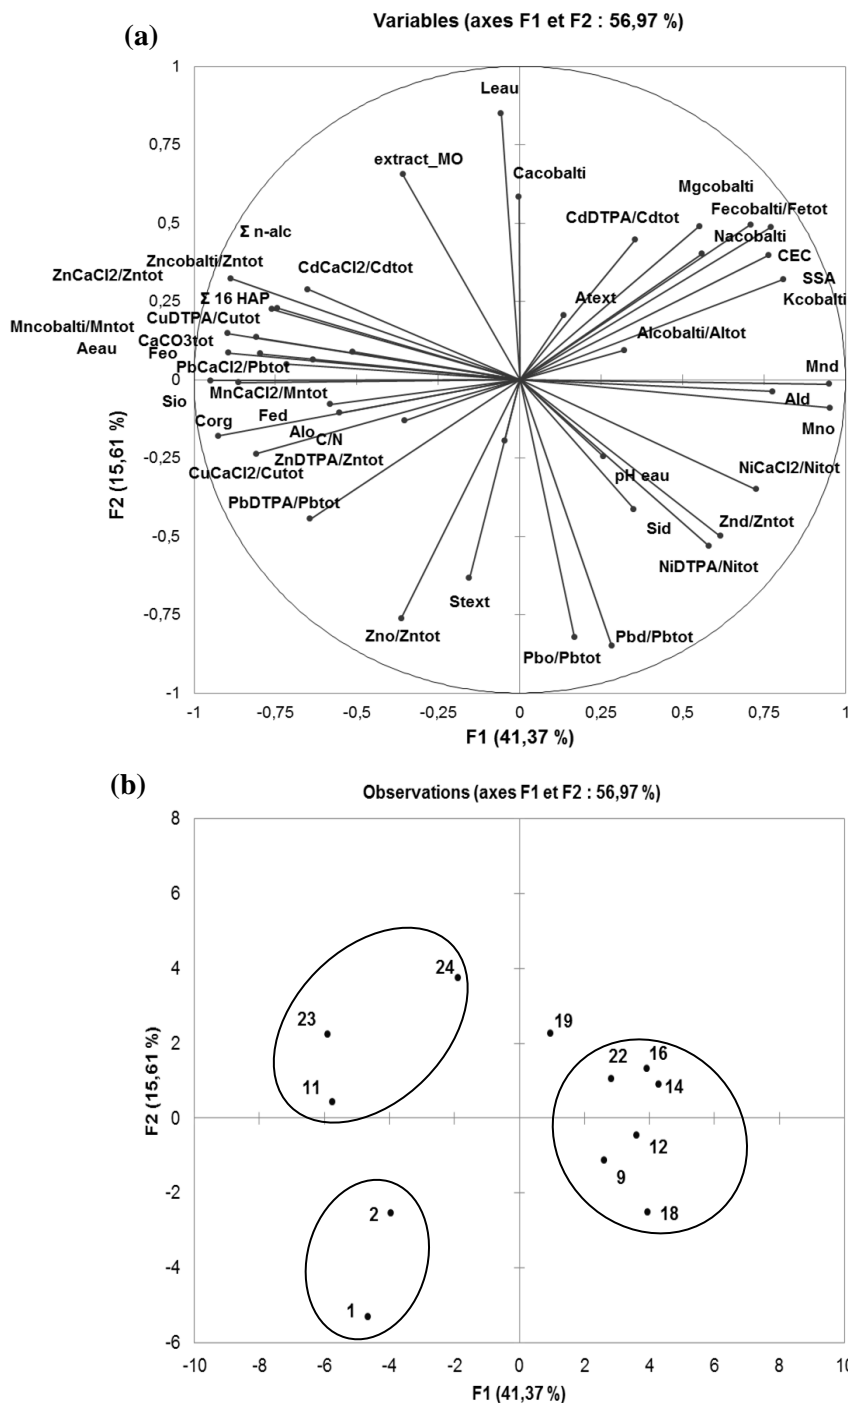 (a)
Variables (axes F1 et F2 : 56,97 %)
1
Leau
0,75
extract_MO
Cacobalti
Mgcobalti
CdDTPA/Cdtot
Fecobalti/Fetot
0,5
Σ n-alc
Nacobalti
Zncobalti/Zntot
CEC
ZnCaCl2/Zntot
CdCaCl2/Cdtot
SSA
Σ 16 HAP
0,25
Atext
Kcobalti
CuDTPA/Cutot
Mncobalti/Mntot
CaCO3tot
Alcobalti/Altot
Aeau
Feo
PbCaCl2/Pbtot
Mnd
0
MnCaCl2/Mntot
Ald
Sio
Fed
Mno
Corg
Alo
C/N
-0,25
ZnDTPA/Zntot
NiCaCl2/Nitot
CuCaCl2/Cutot
pH eau
PbDTPA/Pbtot
Znd/Zntot
-0,5
Sid
NiDTPA/Nitot
Stext
Zno/Zntot
Pbd/Pbtot
-0,75
Pbo/Pbtot
-1
F2 (15,61 %)
-1 -0,75 -0,5 -0,25 0 0,25 0,5 0,75 1
F1 (41,37 %)
(b)
Observations (axes F1 et F2 : 56,97 %)
8
6
4
24
23
19
2
22
16
11
14
0
12
9
-2
2
18
-4
1
-6
F2 (15,61 %)
-10 -8 -6 -4 -2 0 2 4 6 8 10
F1 (41,37 %)